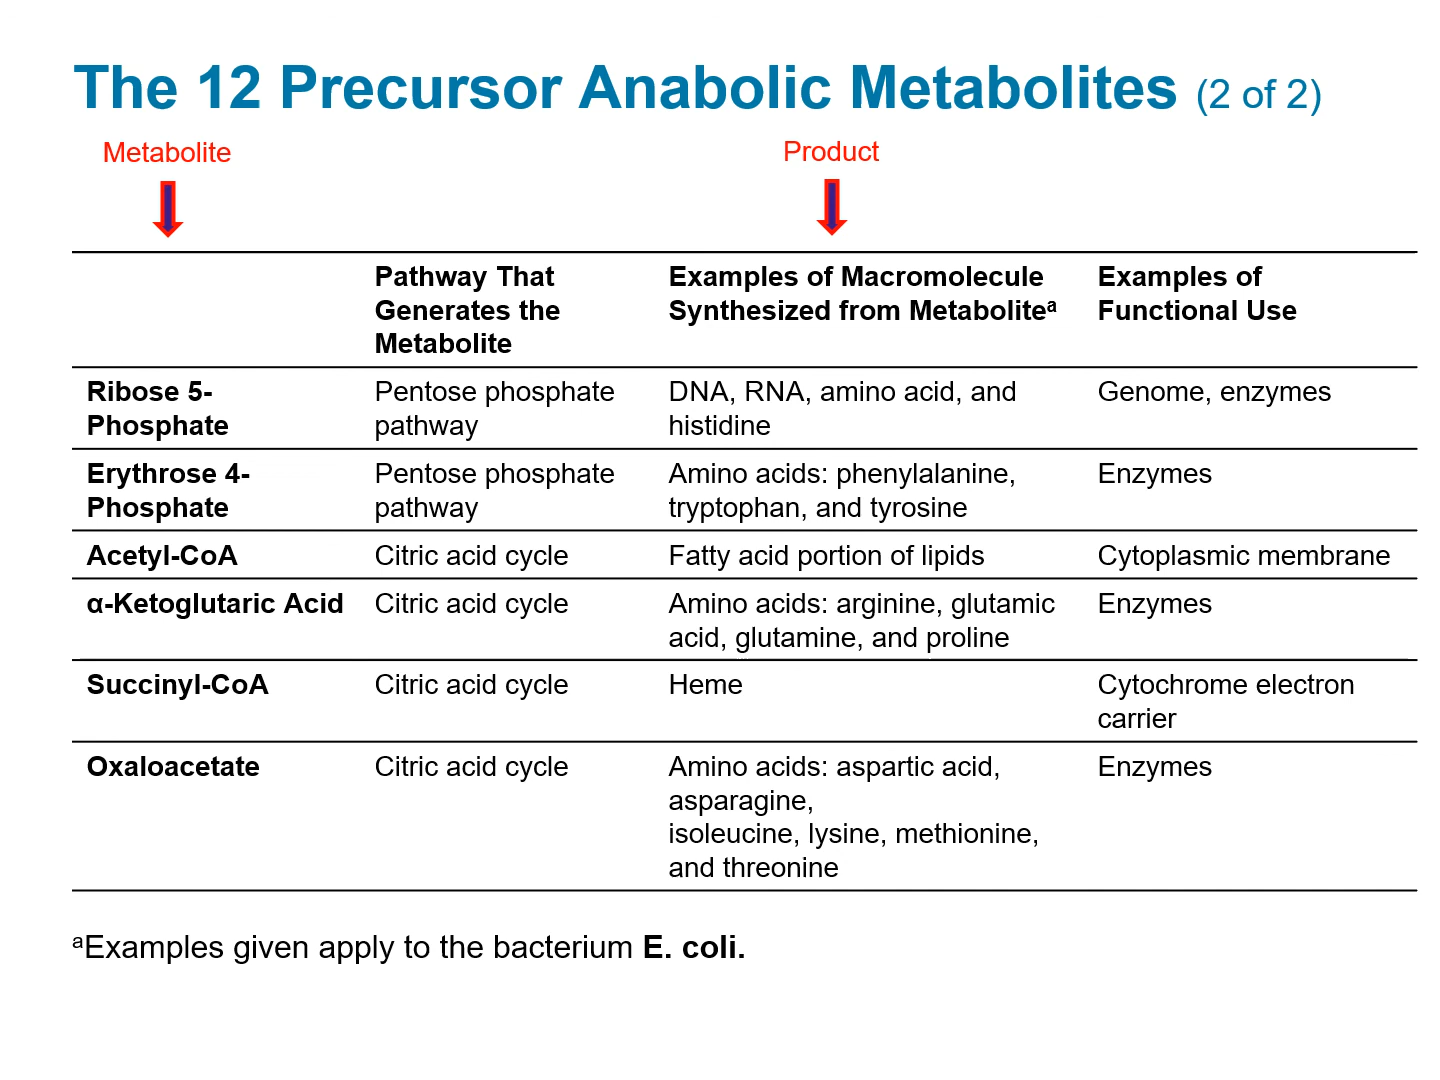 The 12 Precursor Anabolic Metabolites (2 of 2)
Metabolite
Product
Pathway That
Generates the
Metabolite
Examples of Macromolecule
Synthesized from Metaboliteᵃ
Examples of
Functional Use
Ribose 5-
Phosphate
Pentose phosphate
pathway
DNA, RNA, amino acid, and
histidine
Genome, enzymes
Erythrose 4-
Phosphate
Pentose phosphate
pathway
Amino acids: phenylalanine,
tryptophan, and tyrosine
Enzymes
Acetyl-CoA
Citric acid cycle
Fatty acid portion of lipids
Cytoplasmic membrane
α-Ketoglutaric Acid
Citric acid cycle
Amino acids: arginine, glutamic
acid, glutamine, and proline
Enzymes
Succinyl-CoA
Citric acid cycle
Heme
Cytochrome electron
carrier
Oxaloacetate
Citric acid cycle
Amino acids: aspartic acid,
asparagine,
isoleucine, lysine, methionine,
and threonine
Enzymes
ᵃExamples given apply to the bacterium E. coli.